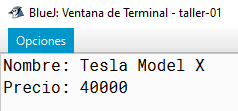 BlueJ: Ventana de Terminal - taller-01
Opciones
Nombre: Tesla Model X
Precio: 40000